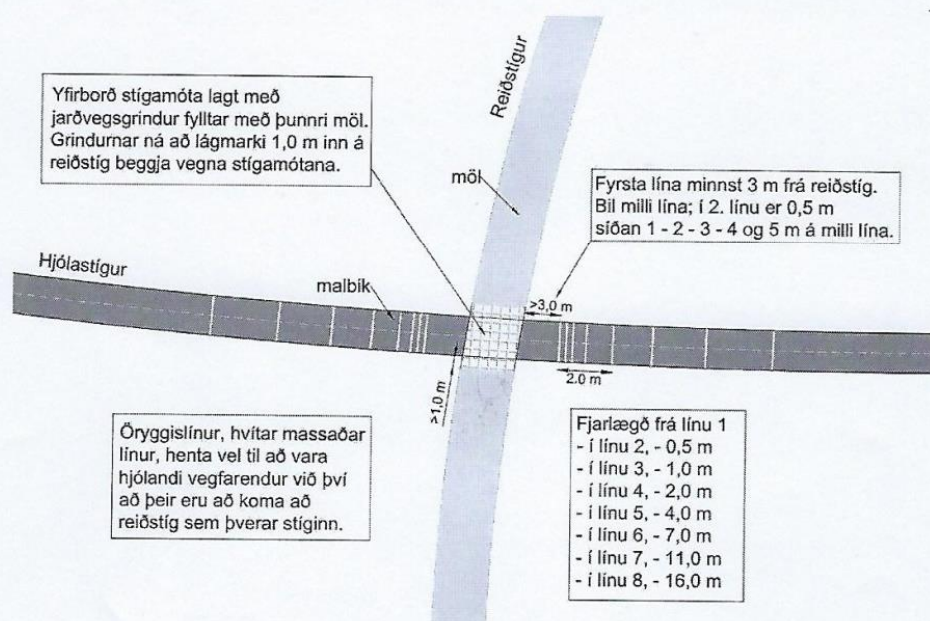 Reiðstígur
Yfirborð stígamóta lagt með
jarðvegsgrindur fylltar með þunnri möl.
Grindurnar ná að lágmarki 1,0 m inn á
reiðstíg beggja vegna stígamótana.
möl
Fyrsta lína minnst 3 m frá reiðstíg.
Bil milli lína; í 2. línu er 0,5 m
síðan 1 - 2 - 3 - 4 og 5 m á milli lína.
Hjólastígur
malbik
>3,0 m
2.0 m
>1,0 m
Öryggislínur, hvítar massaðar
línur, henta vel til að vara
hjólandi vegfarendur við því
að þeir eru að koma að
reiðstíg sem þverar stíginn.
Fjarlægð frá línu 1
- í línu 2, - 0,5 m
- í línu 3, - 1,0 m
- í línu 4, - 2,0 m
- í línu 5, - 4,0 m
- í línu 6, - 7,0 m
- í línu 7, - 11,0 m
- í línu 8, - 16,0 m